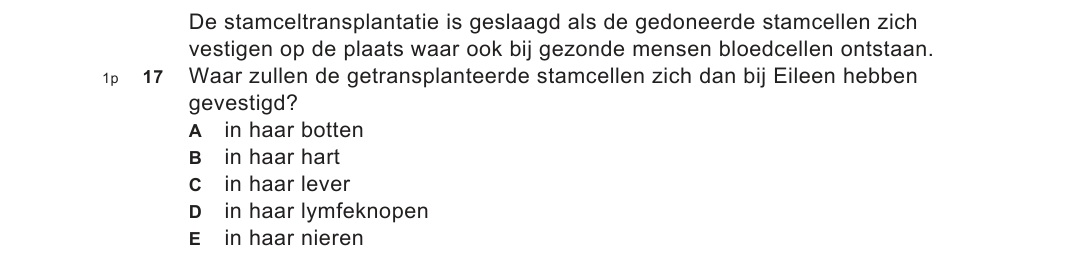 De stamceltransplantatie is geslaagd als de gedoneerde stamcellen zich
vestigen op de plaats waar ook bij gezonde mensen bloedcellen ontstaan.
1p 17 Waar zullen de getransplanteerde stamcellen zich dan bij Eileen hebben
gevestigd?
A in haar botten
B in haar hart
C in haar lever
D in haar lymfeknopen
E in haar nieren